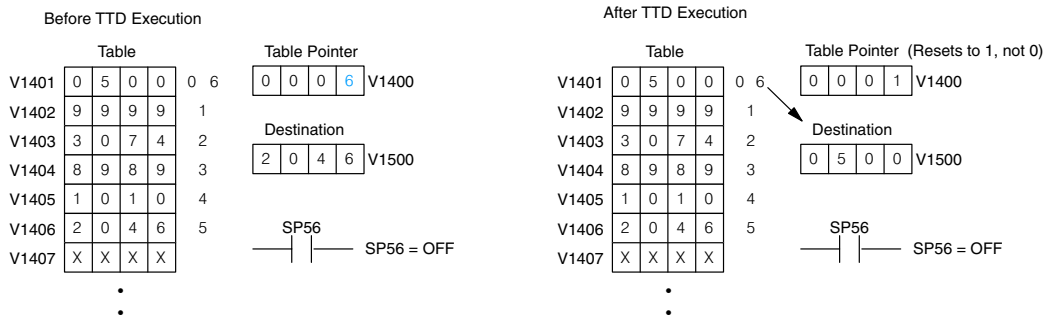 Before TTD Execution
Table
Table Pointer
V1401 0 5 0 0 0 6
0 0 0 6 V1400
V1402 9 9 9 9 1
Destination
V1403 3 0 7 4 2
2 0 4 6 V1500
V1404 8 9 8 9 3
V1405 1 0 1 0 4
V1406 2 0 4 6 5
SP56
SP56 = OFF
V1407 X X X X
After TTD Execution
Table
Table Pointer (Resets to 1, not 0)
V1401 0 5 0 0 0 6
0 0 0 1 V1400
V1402 9 9 9 9 1
Destination
V1403 3 0 7 4 2
0 5 0 0 V1500
V1404 8 9 8 9 3
V1405 1 0 1 0 4
V1406 2 0 4 6 5
SP56
SP56 = OFF
V1407 X X X X